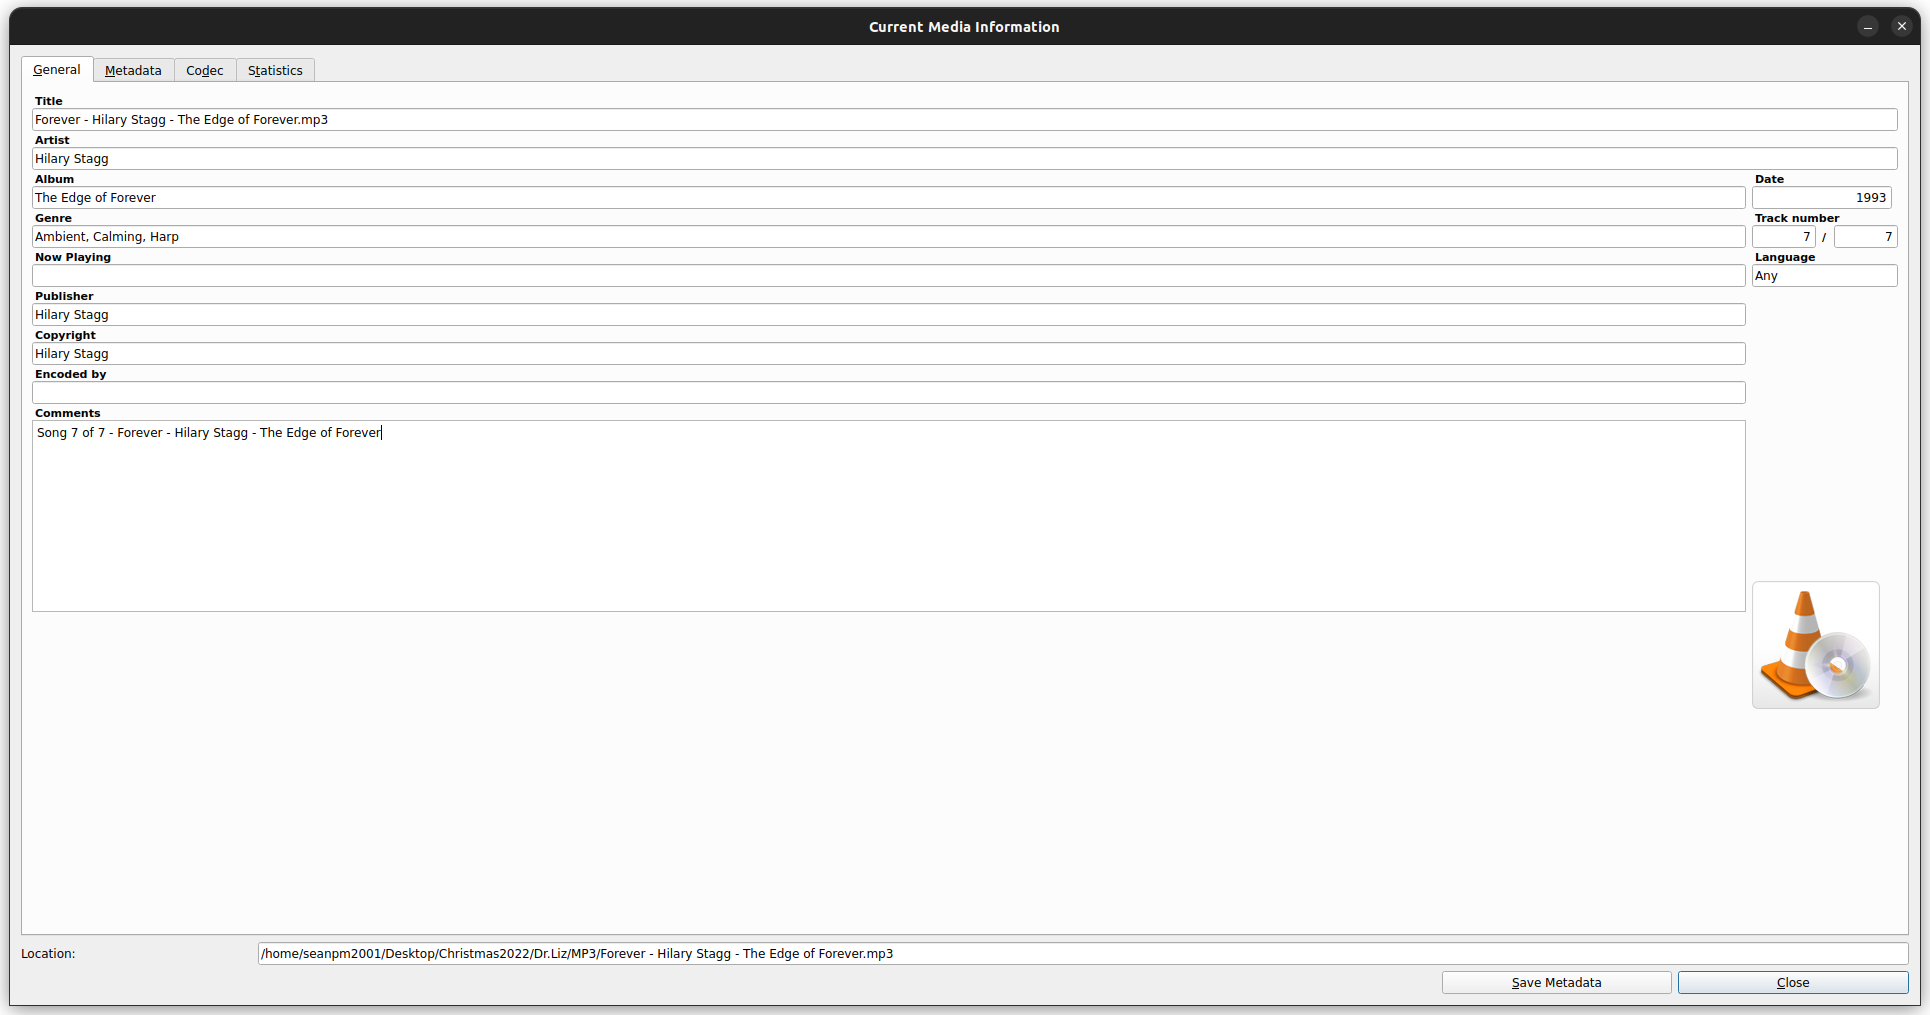 Current Media Information
General Metadata Codec Statistics
Title
Forever - Hilary Stagg - The Edge of Forever.mp3
Artist
Hilary Stagg
Album Date
The Edge of Forever 1993
Genre Track number
Ambient, Calming, Harp 7 / 7
Now Playing Language
Any
Publisher
Hilary Stagg
Copyright
Hilary Stagg
Encoded by
Comments
Song 7 of 7 - Forever - Hilary Stagg - The Edge of Forever
Location: /home/seanpm2001/Desktop/Christmas2022/Dr.Liz/MP3/Forever - Hilary Stagg - The Edge of Forever.mp3
Save Metadata Close